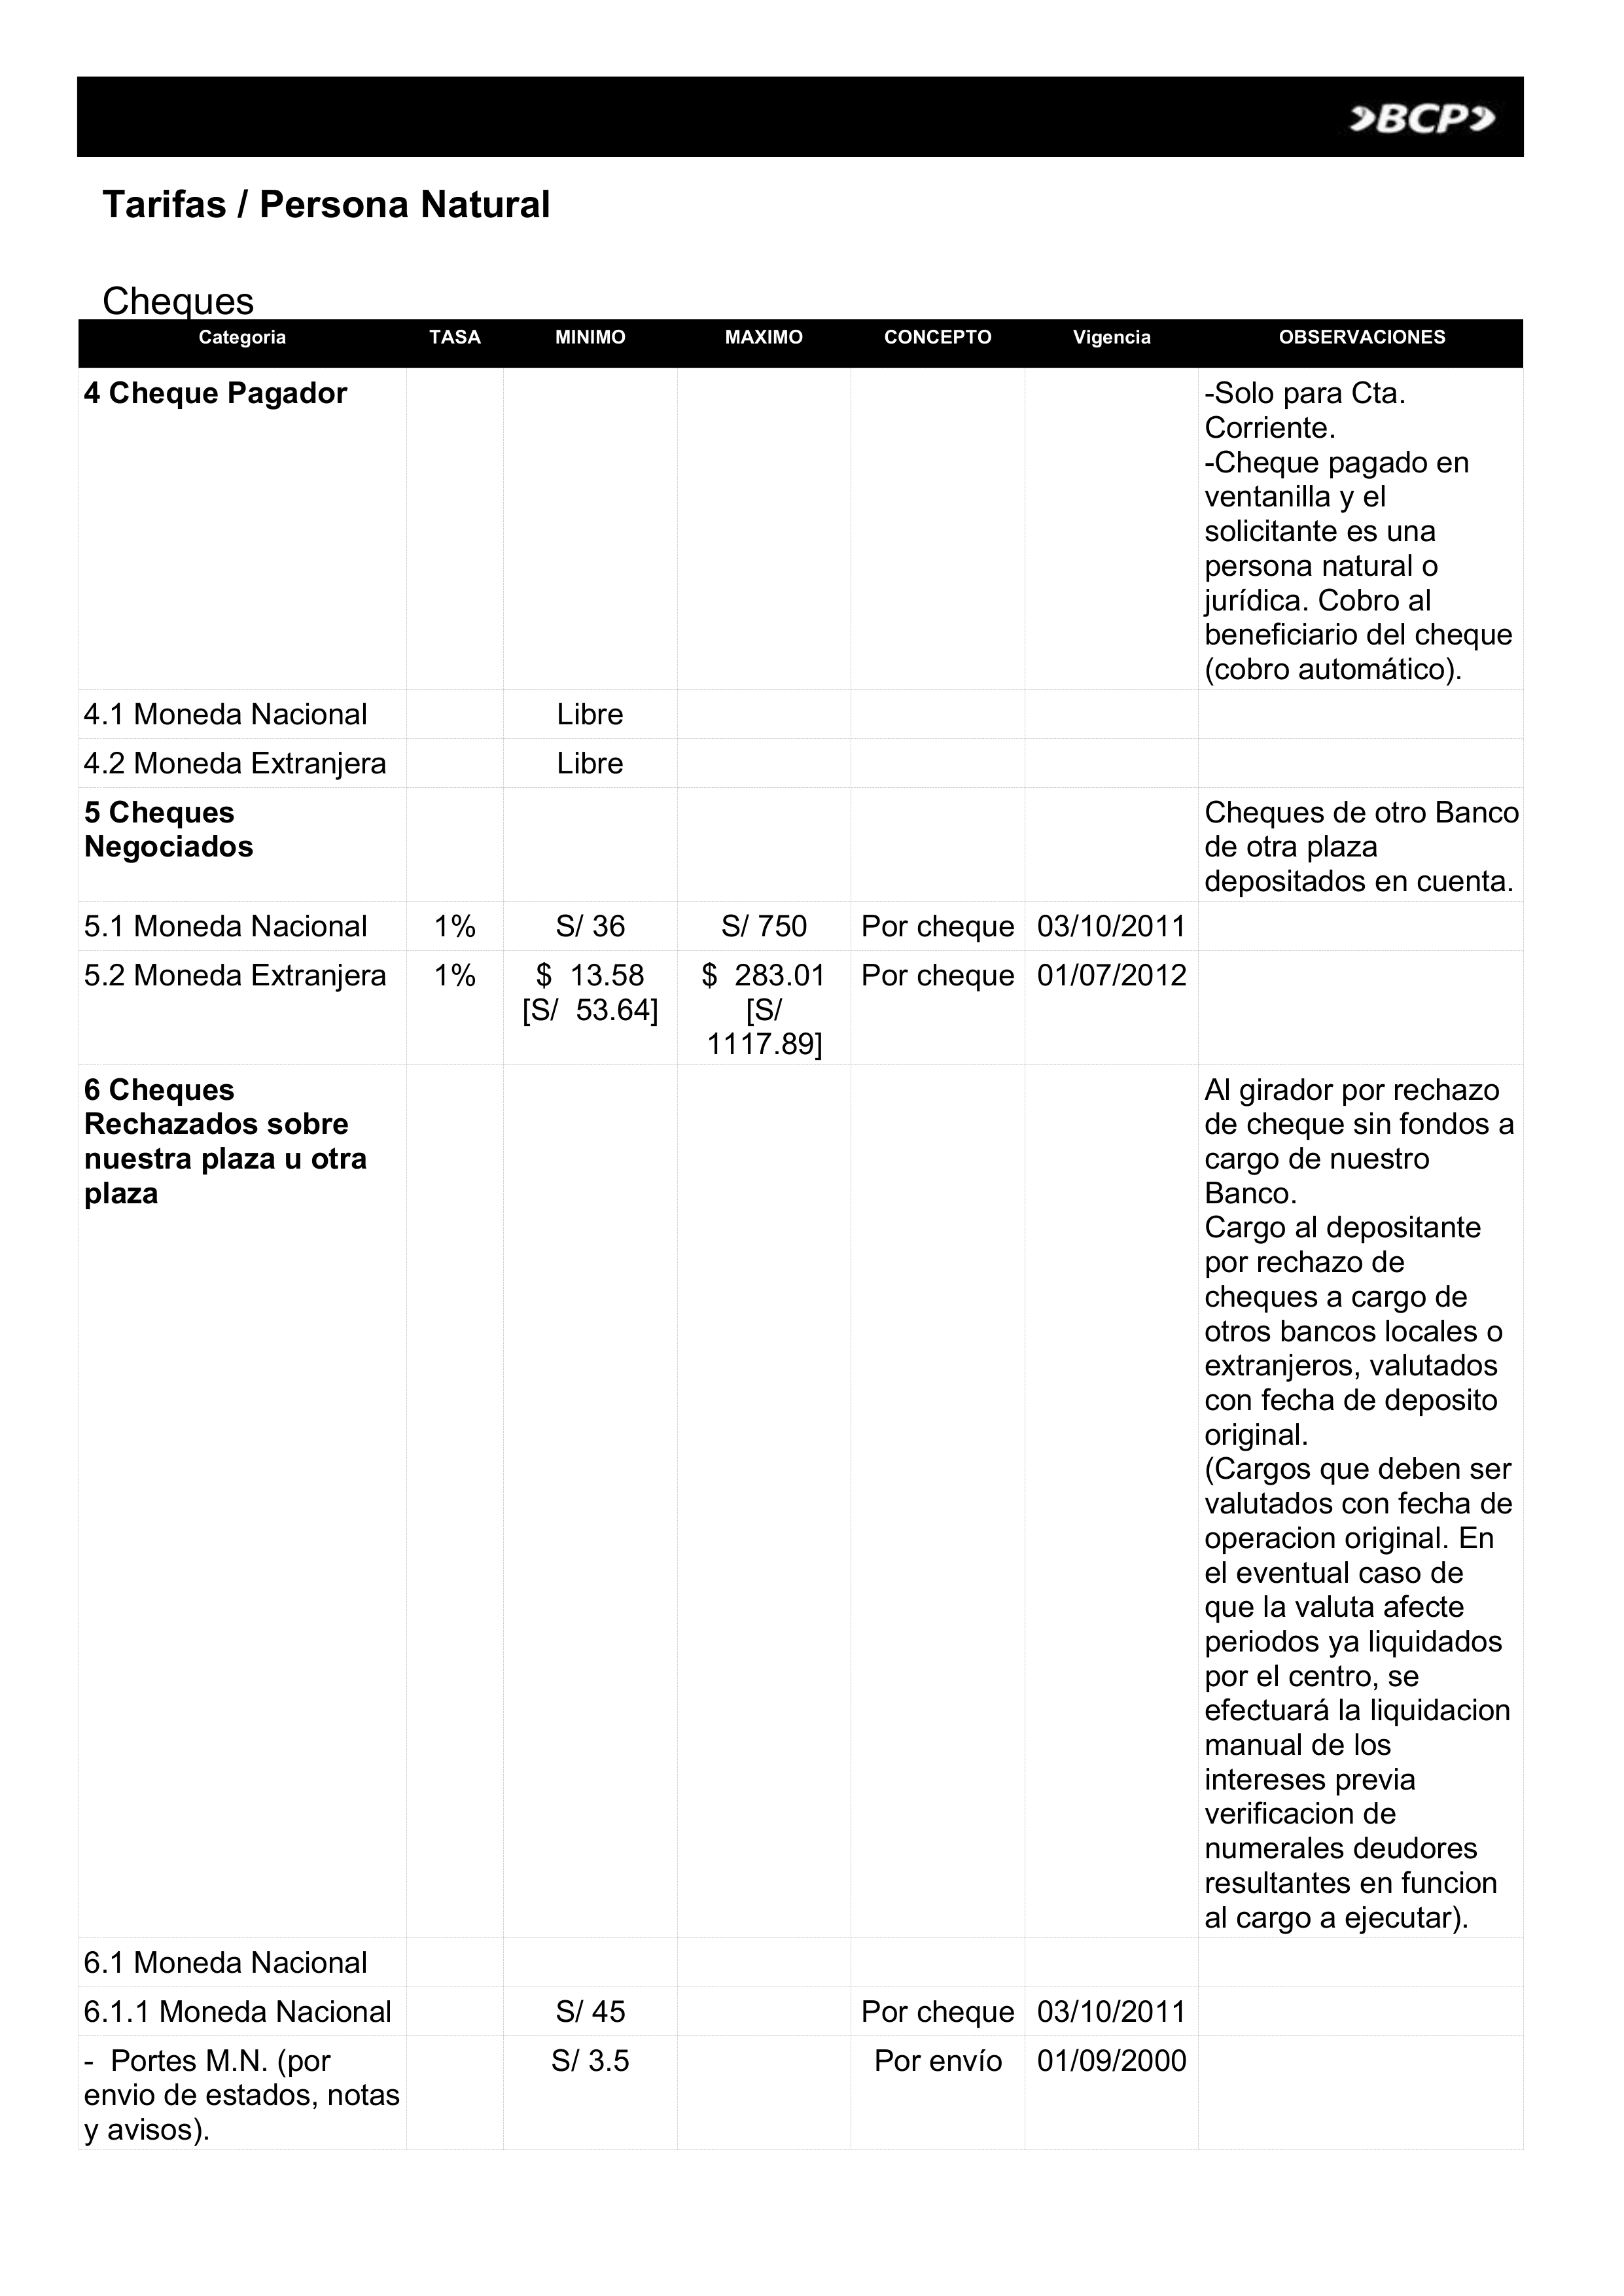 BCP
Tarifas / Persona Natural
Cheques
Categoria TASA MINIMO MAXIMO CONCEPTO Vigencia OBSERVACIONES
4 Cheque Pagador
-Solo para Cta.
Corriente.
-Cheque pagado en
ventanilla y el
solicitante es una
persona natural o
jurídica. Cobro al
beneficiario del cheque
(cobro automático).
4.1 Moneda Nacional Libre
4.2 Moneda Extranjera Libre
5 Cheques
Negociados
Cheques de otro Banco
de otra plaza
depositados en cuenta.
5.1 Moneda Nacional 1% S/ 36 S/ 750 Por cheque 03/10/2011
5.2 Moneda Extranjera 1% $ 13.58 $ 283.01 Por cheque 01/07/2012
[S/ 53.64] [S/
1117.89]
6 Cheques
Rechazados sobre
nuestra plaza u otra
plaza
Al girador por rechazo
de cheque sin fondos a
cargo de nuestro
Banco.
Cargo al depositante
por rechazo de
cheques a cargo de
otros bancos locales o
extranjeros, valutados
con fecha de deposito
original.
(Cargos que deben ser
valutados con fecha de
operacion original. En
el eventual caso de
que la valuta afecte
periodos ya liquidados
por el centro, se
efectuará la liquidacion
manual de los
intereses previa
verificacion de
numerales deudores
resultantes en funcion
al cargo a ejecutar).
6.1 Moneda Nacional
6.1.1 Moneda Nacional S/ 45 Por cheque 03/10/2011
- Portes M.N. (por S/ 3.5 Por envío 01/09/2000
envio de estados, notas
y avisos).